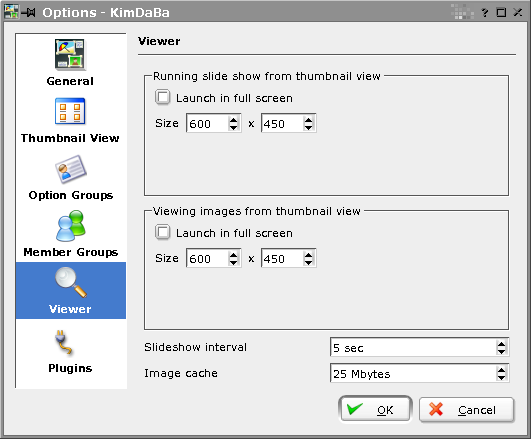 Options - KimDaBa
General
Thumbnail View
Option Groups
Member Groups
Viewer
Plugins
Viewer
Running slide show from thumbnail view
Launch in full screen
Size 600 x 450
Viewing images from thumbnail view
Launch in full screen
Size 600 x 450
Slideshow interval 5 sec
Image cache 25 Mbytes
OK Cancel